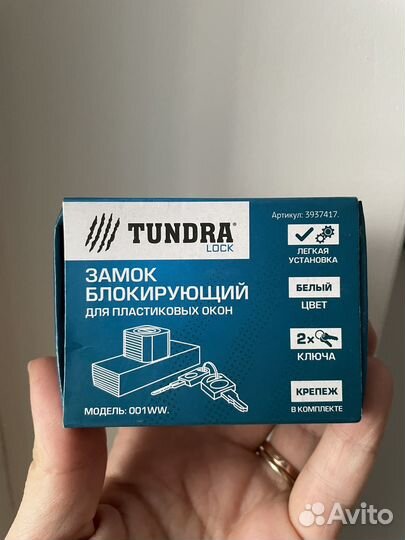 Артикул: 3937417.
TUNDRA®
LOCK
ЗАМОК
БЛОКИРУЮЩИЙ
ДЛЯ ПЛАСТИКОВЫХ ОКОН
МОДЕЛЬ: 001WW.
ЛЕГКАЯ
УСТАНОВКА
БЕЛЫЙ
ЦВЕТ
2×
КЛЮЧА
КРЕПЕЖ
В КОМПЛЕКТЕ
Avito